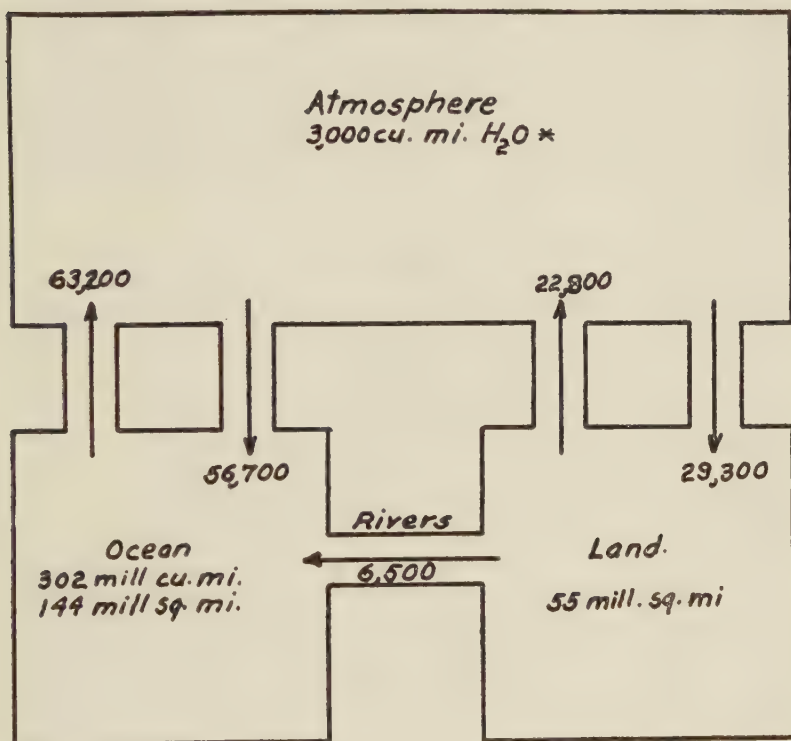 Atmosphere
3,000 cu. mi. H₂O *
63,200
22,800
56,700
29,300
Rivers
6,500
Ocean
302 mill cu. mi.
144 mill sq. mi.
Land.
55 mill. sq. mi